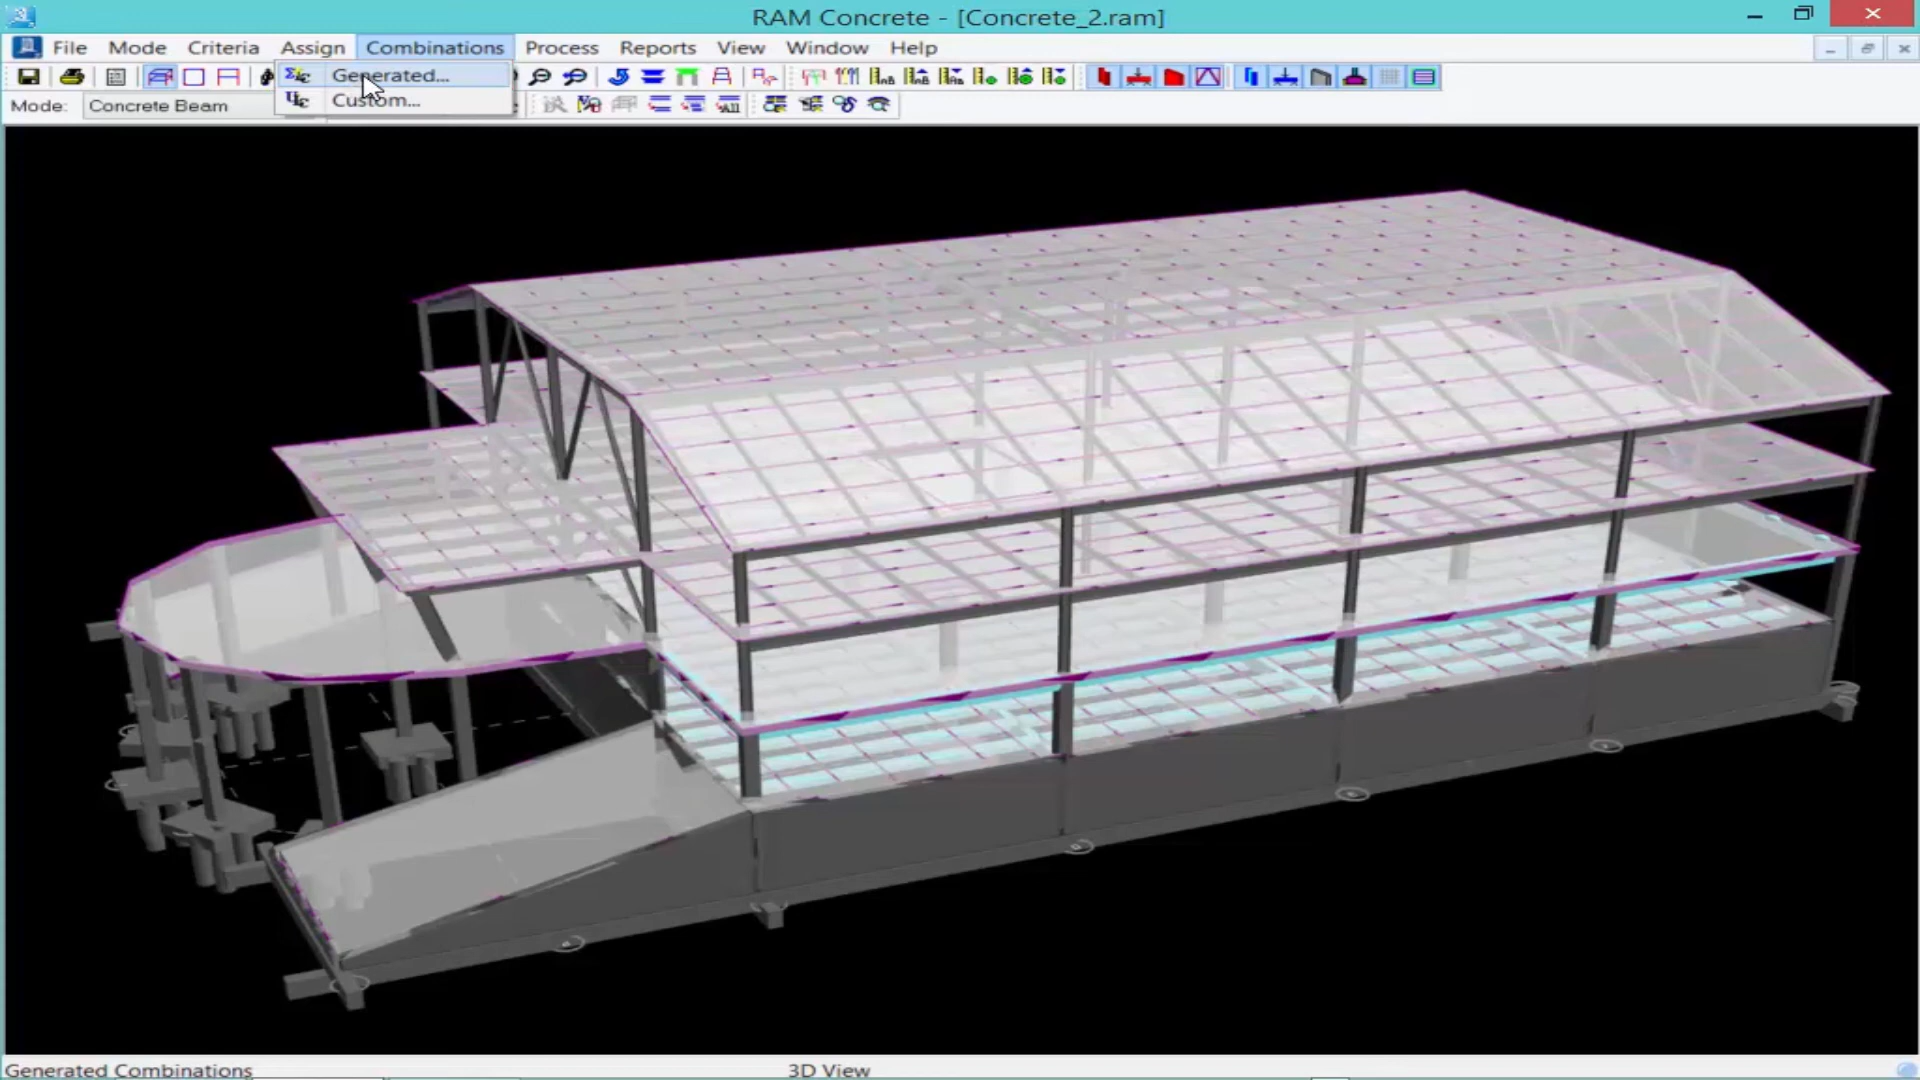 RAM Concrete - [Concrete_2.ram]
File Mode Criteria Assign Combinations Process Reports View Window Help
Generated...
Custom...
Mode: Concrete Beam
Generated Combinations 3D View